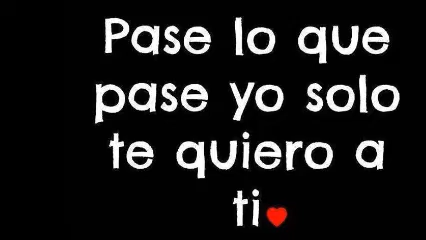 Pase lo que
pase yo solo
te quiero a
ti❤